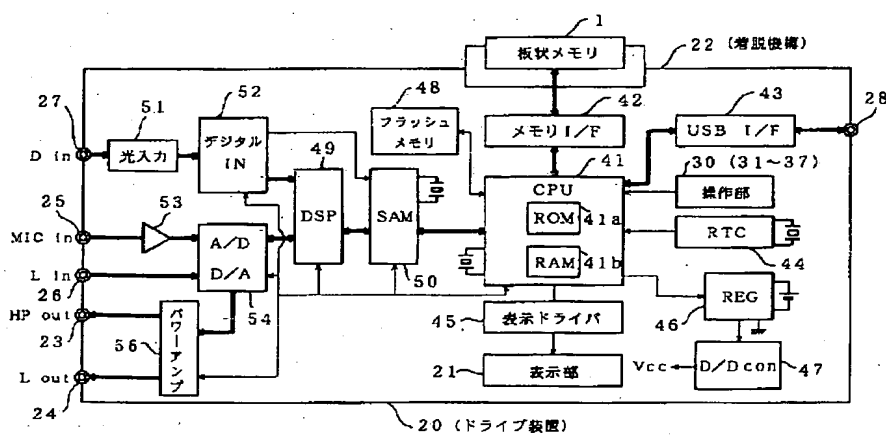 1
板状メモリ
22 (着脱機構)
27
51
52
48
42
43
28
フラッシュ
メモリ
メモリI/F
USB I/F
D in
光入力
デジタル
IN
49
41
30 (31~37)
操作部
25
53
DSP
SAM
CPU
ROM
41a
MIC in
A/D
D/A
RTC
RAM
41b
44
L in
26
50
54
45
表示ドライバ
46
REG
HP out
23
56
パワーアンプ
21
表示部
Vcc
D/Dcon
47
L out
24
20 (ドライブ装置)